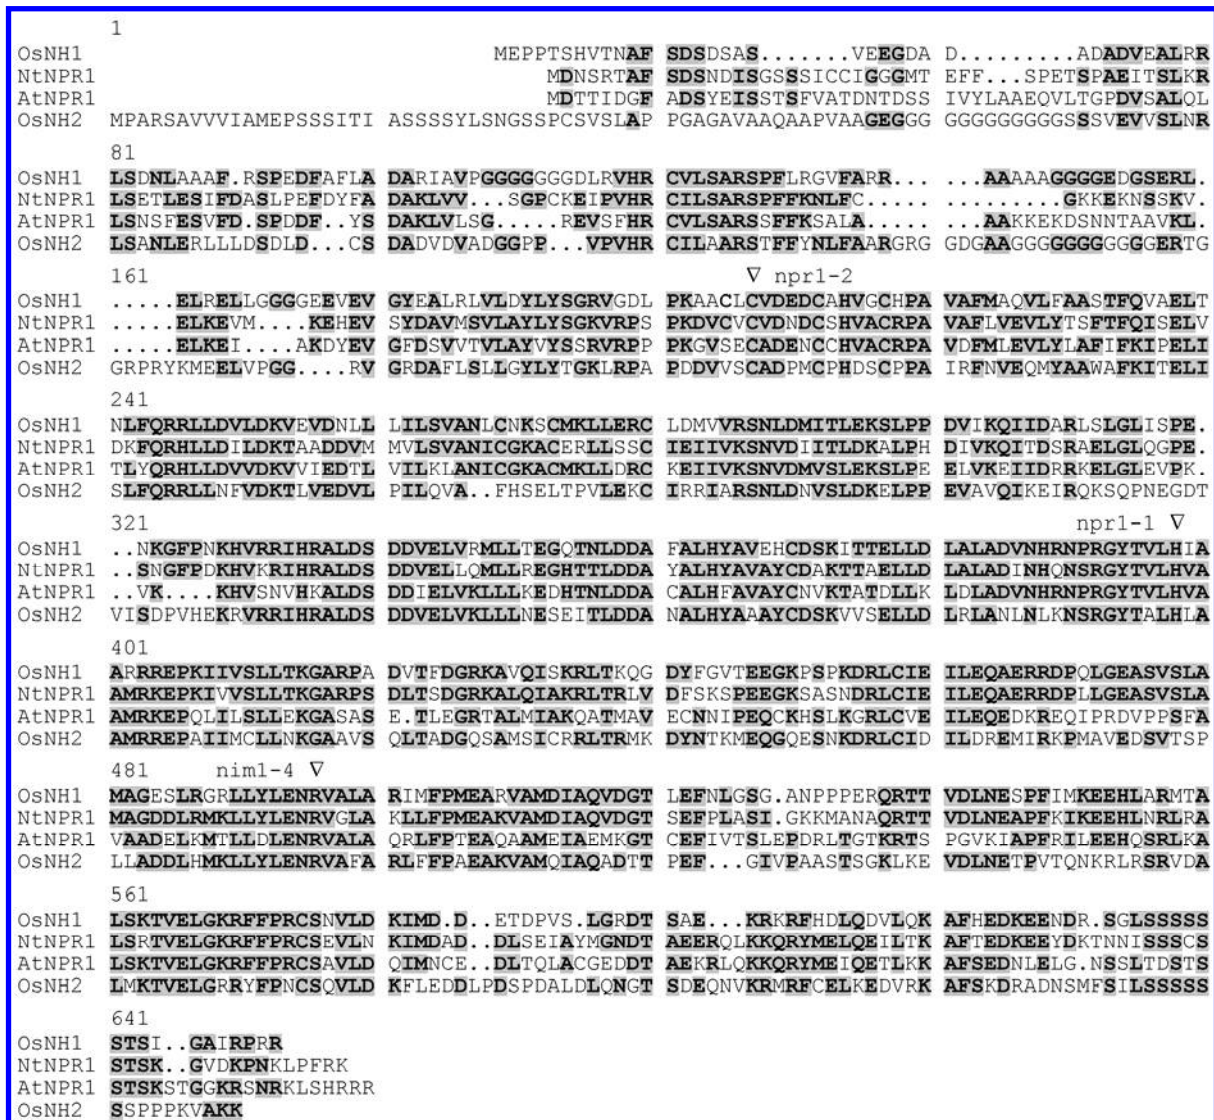 1
OsNH1 MEPPTSHVTNAF SDSDSAS.......VEEGDA D.........ADADVEALRR
NtNPR1 MDNSRTAF SDSNDISGSSSICCIGGGMT EFF...SPETSPAEITSLKR
AtNPR1 MDTTIDGF ADSYEISSTSFVATDNTDSS IVYLAAEQVLTGPDVSALQL
OsNH2 MPARSAVVVIAMEPSSSITI ASSSSSYLSNGSSPCSVSLAP PGAGAVAAQAAPVAAGEGGG GGGGGGGGGGSSSVEVVSLNR
81
OsNH1 LSDNLAAAF.RSPEDFAFLA DARIAVPGGGGGGGGDLRVHR CVLSARSPFLRGVFARR.... ...AAAAAGGGGEDGSERL.
NtNPR1 LSETLESIFDASLPEFDYFA DAKLVV...SGPCKEIPVHR CILSARSPFFKNLFC...... .......GKKEKNSSKV.
AtNPR1 LSNSFESVFD.SPDDF..YS DAKLVLSG....REVSFHR CVLSARSSFFKSALA...... ...AAKKEKDSNNTAAVKL.
OsNH2 LSANLERLLLDSDLD...CS DADVDVADGGPP...VPVHR CILAARSTFFYNLFAARGRG GDGAAGGGGGGGGGGGERTG
161 ∇ npr1-2
OsNH1 .....ELRELLGGGGEEVEV GYEALRLVLDYLYSGRVGDL PKAACLCVDEDCAHVGCHPA VAFMAQVLFAASTFQVAELT
NtNPR1 .....ELKEVM....KEHEV SYDAVMSVLAYLYSGKVRPS PKDVCVCVDNDCSHVACRPA VAFLVEVLYTSFTFQISELV
AtNPR1 .....ELKEI....AKDYEV GFDSVVTVLAYVYSSRVRPP PKGVSECADENCCHVACRPA VDFMLEVLYLAFIFKIPELI
OsNH2 GRPRYKMEELVPGG....RV GRDAFLSLLGYLYTGKLRPA PDDVVSCADPMCPHDSCPPA IRFNVEQMYAAWAFKITELI
241
OsNH1 NLFQRRLLDVLDKVEVDNLL LILSVANLCNKSCMKLLERC LDMVVRSNLDMITLEKSLPP DVIKQIIDARLSLGLISPE.
NtNPR1 DKFQRHLLDILDKTAADDVM MVLSVANICGKACERLLSSC IEIIVKSNVDIITLDKALPH DIVKQITDSRAELGLQGPE.
AtNPR1 TLYQRHLLDVVDKVVIEDTL VILKLANICGKACMKLLDRC KEIIVKSNVDMVSLEKSLPE ELVKEIIDRRKELGLEVPK.
OsNH2 SLFQRRLLNFVDKTLVEDVL PILQVA..FHSELTPVLEKC IRRIARSNLDNVSLDKELPP EVAVQIKEIRQKSQPNEGDT
321 npr1-1 ∇
OsNH1 ..NKGFPNKHVRRIHRALDS DDVELVRMLLTEGQTNLDDA FALHYAVEHCDSKITTELLD LALADVNHRNPRGYTVLHIA
NtNPR1 ..SNGFPDKHVKRIHRALDS DDVELLQMLLREGHTTLDDA YALHYAVAYCDAKTTAELLD LALADINHQNSRGYTVLHVA
AtNPR1 ..VK....KHVSNVHKALDS DDIELVKLLLKEDHTNLDDA CALHFAVAYCNVKTATDLLK LDLADVNHRNPRGYTVLHVA
OsNH2 VISDPVHEKRVRRIHRALDS DDVELVKMLLNESEITLDDA NALHYAAAYCDSKVVSELLD LRLANLNLKNSRGYTALHLA
401
OsNH1 ARRREPKIIVSLLTKGARPA DVTFDGRKAVQISKRLTKQG DYFGVTEEGKPSPKDRLCIE ILEQAERRDPQLGEASVSLA
NtNPR1 AMRKEPKIVVSLLTKGARPS DLTSDGRKALQIAKRLTRLV DFSKSPEEGKSASNDRLCIE ILEQAERRDPLLGEASVSLA
AtNPR1 AMRKEPQLILSLLEKGASAS E.TLEGRTALMIAKQATMAV ECNNIPEQCKHSLKGRLCVE ILEQEDKREQIPRDVPPSFA
OsNH2 AMRREPAIIMCLLNKGAAVS QLTADGQSAMSICRRLTRMK DYNTKMEQGQESNKDRLCID ILDREMIRKPMAVEDSVTSP
481 nim1-4 ∇
OsNH1 MAGESLRGRLLYLENRVALA RIMFPMEARVAMDIAQVDGT LEFNLGSG.ANPPPERQRTT VDLNESPFIMKEEHLARMTA
NtNPR1 MAGDDLRMKLLYLENRVGLA KLLFPMEAKVAMDIAQVDGT SEFPLASI.GKKMANAQRTT VDLNEAPFKIKEEHLNRLRA
AtNPR1 VAADELKMTLLDLENRVALA QRLFPTEAQAAMEIAEMKGT CEFIVTSLEPDRLTGTKRTS PGVKIAPFRILEEHQSRLKA
OsNH2 LLADDLHMKLLYLENRVAFA RLFFPAEAKVAMQIAQADTT PEF...GIVPAASTSGKLKE VDLNETPVTQNKRLRSRVDA
561
OsNH1 LSKTVELGKRFFPRCSNVLD KIMD.D..ETDPVS.LGRDT SAE...KRKRFHDLQDVLQK AFHEDKEENDR.SGLSSSSS
NtNPR1 LSRTVELGKRFFPRCSEVLN KIMDAD..DLSEIAYMGNDT AEERQLKKQRYMELQEILTK AFTEDKEEYDKTNNISSSCS
AtNPR1 LSKTVELGKRFFPRCSAVLD QIMNCE..DLTQLACGEDDT AEKRLQKKQRYMEIQETLKK AFSEDNLELG.NSSLTDSTS
OsNH2 LMKTVELGRRYFPNCSQVLD KFLEDDLPDSPDALDLQNGT SDEQNVKRMRFCELKEDVRK AFSKDRADNSMFSILSSSSS
641
OsNH1 STSI..GAIRPRR
NtNPR1 STSK..GVDKPNKLPFRK
AtNPR1 STSKSTGGKRSNRKLSHRRR
OsNH2 SSPPPKVAKK